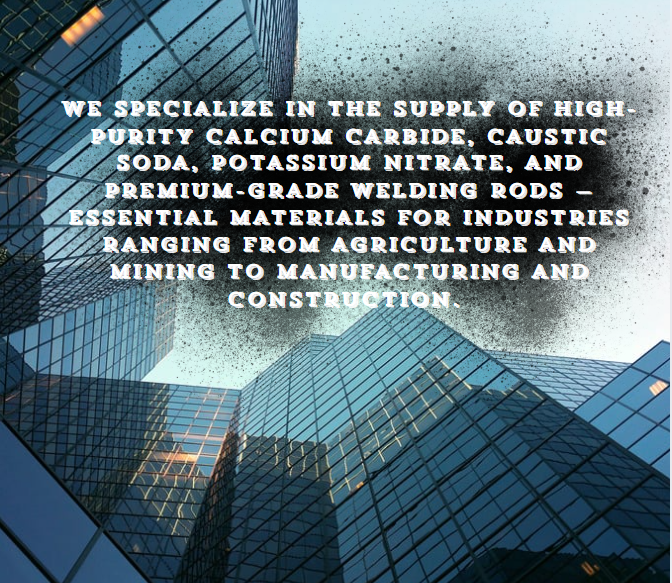 WE SPECIALIZE IN THE SUPPLY OF HIGH-
PURITY CALCIUM CARBIDE, CAUSTIC
SODA, POTASSIUM NITRATE, AND
PREMIUM-GRADE WELDING RODS —
ESSENTIAL MATERIALS FOR INDUSTRIES
RANGING FROM AGRICULTURE AND
MINING TO MANUFACTURING AND
CONSTRUCTION.